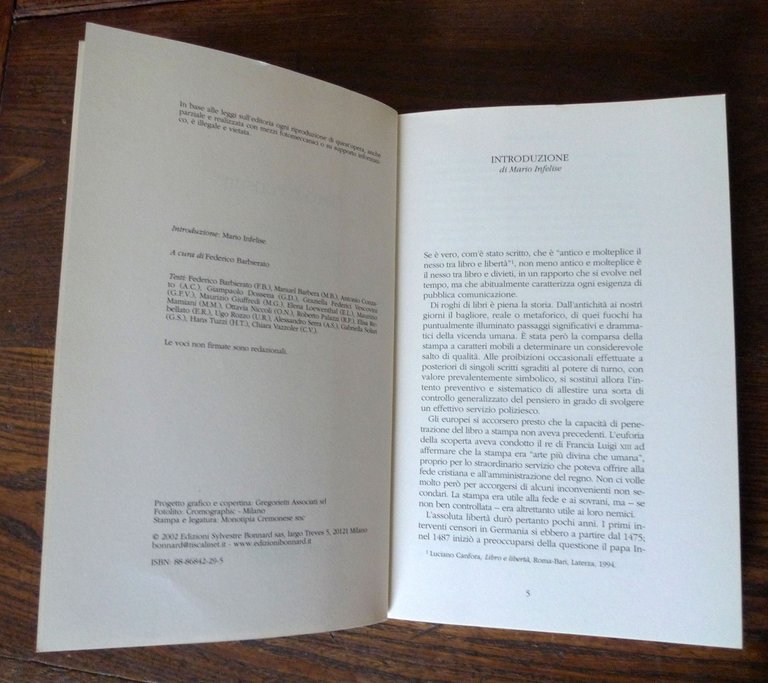 In base alle leggi sull'editoria ogni riproduzione di quest'opera, anche
parziale e realizzata con mezzi fotomeccanici o su supporto informati-
co, è illegale e vietata.
Introduzione: Mario Infelise
A cura di Federico Barbierato
Testi: Federico Barbierato (F.B.), Manuel Barbera (M.B.), Antonio
to (A.C.), Giampaolo Dossena (G.D.), Graziella Federici Vescovini
(G.F.V.), Maurizio Giuffredi (M.G.), Elena Loewenthal (E.L.), Maurizio
Mamiani (M.M.), Ottavia Niccoli (O.N.), Roberto Palazzi (R.P.), Elisa Re-
bellato (E.R.), Ugo Rozzo (U.R.), Alessandro Serra (A.S.), Gabriella Solari
(G.S.), Hans Tuzzi (H.T.), Chiara Vazzoler (C.V.).
Le voci non firmate sono redazionali.
Progetto grafico e copertina: Gregorietti Associati srl
Fotolito: Cromographic - Milano
Stampa e legatura: Monotipia Cremonese snc
© 2002 Edizioni Sylvestre Bonnard sas, largo Treves 5, 20121 Milano
bonnard@tiscalinet.it – www.edizionibonnard.it
ISBN: 88-86842-29-5
INTRODUZIONE
di Mario Infelise
Se è vero, com'è stato scritto, che è "antico e molteplice il
nesso tra libro e libertà"¹, non meno antico e molteplice è
il nesso tra libro e divieti, in un rapporto che si evolve nel
tempo, ma che abitualmente caratterizza ogni esigenza di
pubblica comunicazione.
Di roghi di libri è piena la storia. Dall'antichità ai nostri
giorni il bagliore, reale o metaforico, di quei fuochi ha
puntualmente illuminato passaggi significativi e dramma-
tici della vicenda umana. È stata però la comparsa della
stampa a caratteri mobili a determinare un considerevole
salto di qualità. Alle proibizioni occasionali effettuate a
posteriori di singoli scritti sgraditi al potere di turno, con
valore prevalentemente simbolico, si sostituì allora l'in-
tento preventivo e sistematico di allestire una sorta di
controllo generalizzato del pensiero in grado di svolgere
un effettivo servizio poliziesco.
Gli europei si accorsero presto che la capacità di pene-
trazione del libro a stampa non aveva precedenti. L'euforia
della scoperta aveva condotto il re di Francia Luigi XIII ad
affermare che la stampa era "arte più divina che umana",
proprio per lo straordinario servizio che poteva offrire alla
fede cristiana e all'amministrazione del regno. Non ci volle
molto però per accorgersi di alcuni inconvenienti non se-
condari. La stampa era utile alla fede e ai sovrani, ma – se
non ben controllata – era altrettanto utile ai loro nemici.
L'assoluta libertà durò pertanto pochi anni. I primi in-
terventi censori in Germania si ebbero a partire dal 1475;
nel 1487 iniziò a preoccuparsi della questione il papa In-
¹ Luciano Canfora, Libro e libertà, Roma-Bari, Laterza, 1994.
5